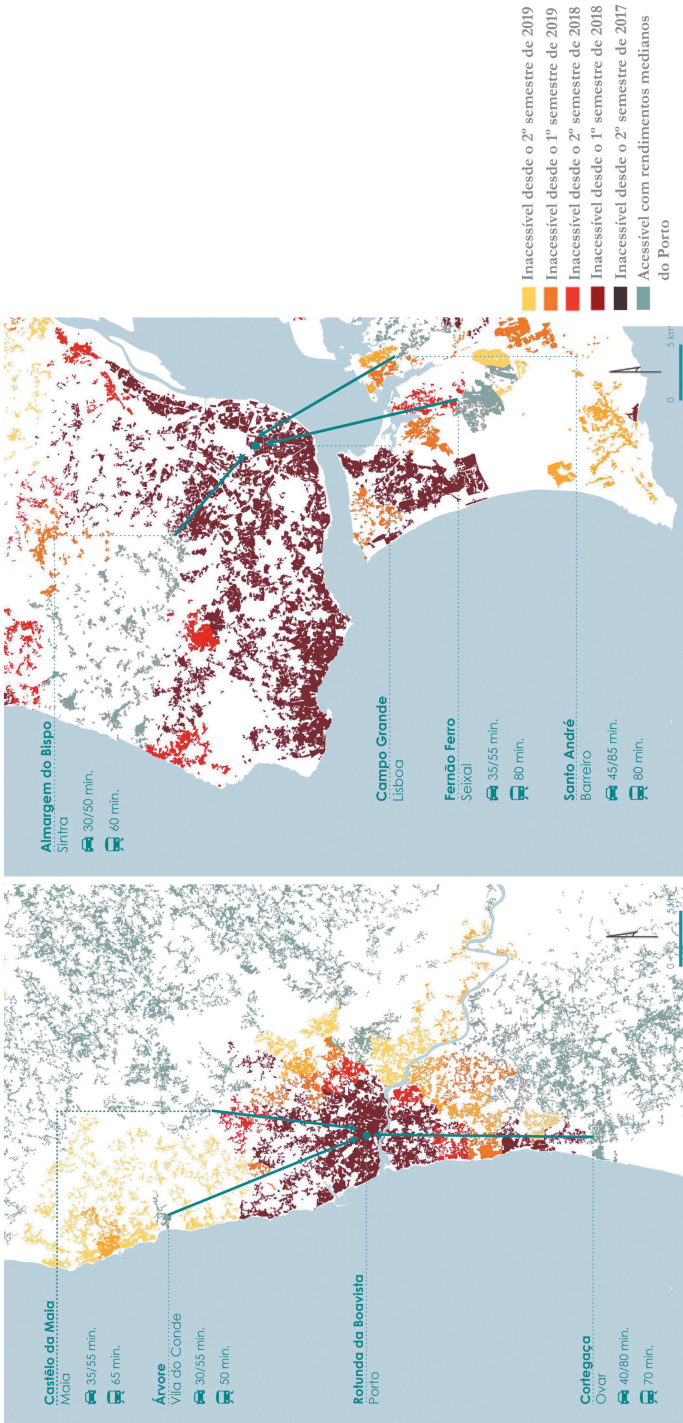 Castêlo da Maia
Maia
35/55 min.
65 min.
Árvore
Vila do Conde
30/55 min.
50 min.
Rotunda da Boavista
Porto
Cortegaça
Ovar
40/80 min.
70 min.
0 5 km
Almargem do Bispo
Sintra
30/50 min.
60 min.
Campo Grande
Lisboa
Fernão Ferro
Seixal
35/55 min.
80 min.
Santo André
Barreiro
45/85 min.
80 min.
0 5 km
Inacessível desde o 2º semestre de 2019
Inacessível desde o 1º semestre de 2019
Inacessível desde o 2º semestre de 2018
Inacessível desde o 1º semestre de 2018
Inacessível desde o 2º semestre de 2017
Acessível com rendimentos medianos
do Porto